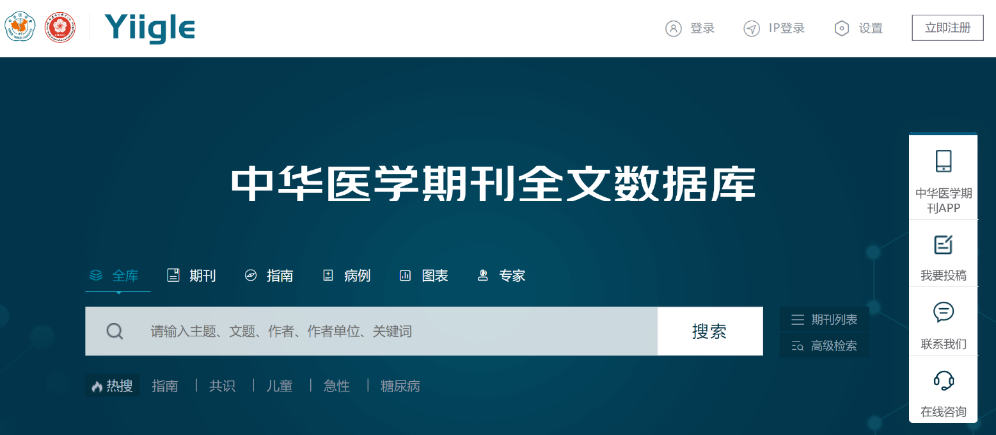 Yiigle
登录
IP登录
设置
立即注册
中华医学期刊全文数据库
全库
期刊
指南
病例
图表
专家
请输入主题、文题、作者、作者单位、关键词
搜索
期刊列表
高级检索
热搜
指南 | 共识 | 儿童 | 急性 | 糖尿病
中华医学期
刊APP
我要投稿
联系我们
在线咨询